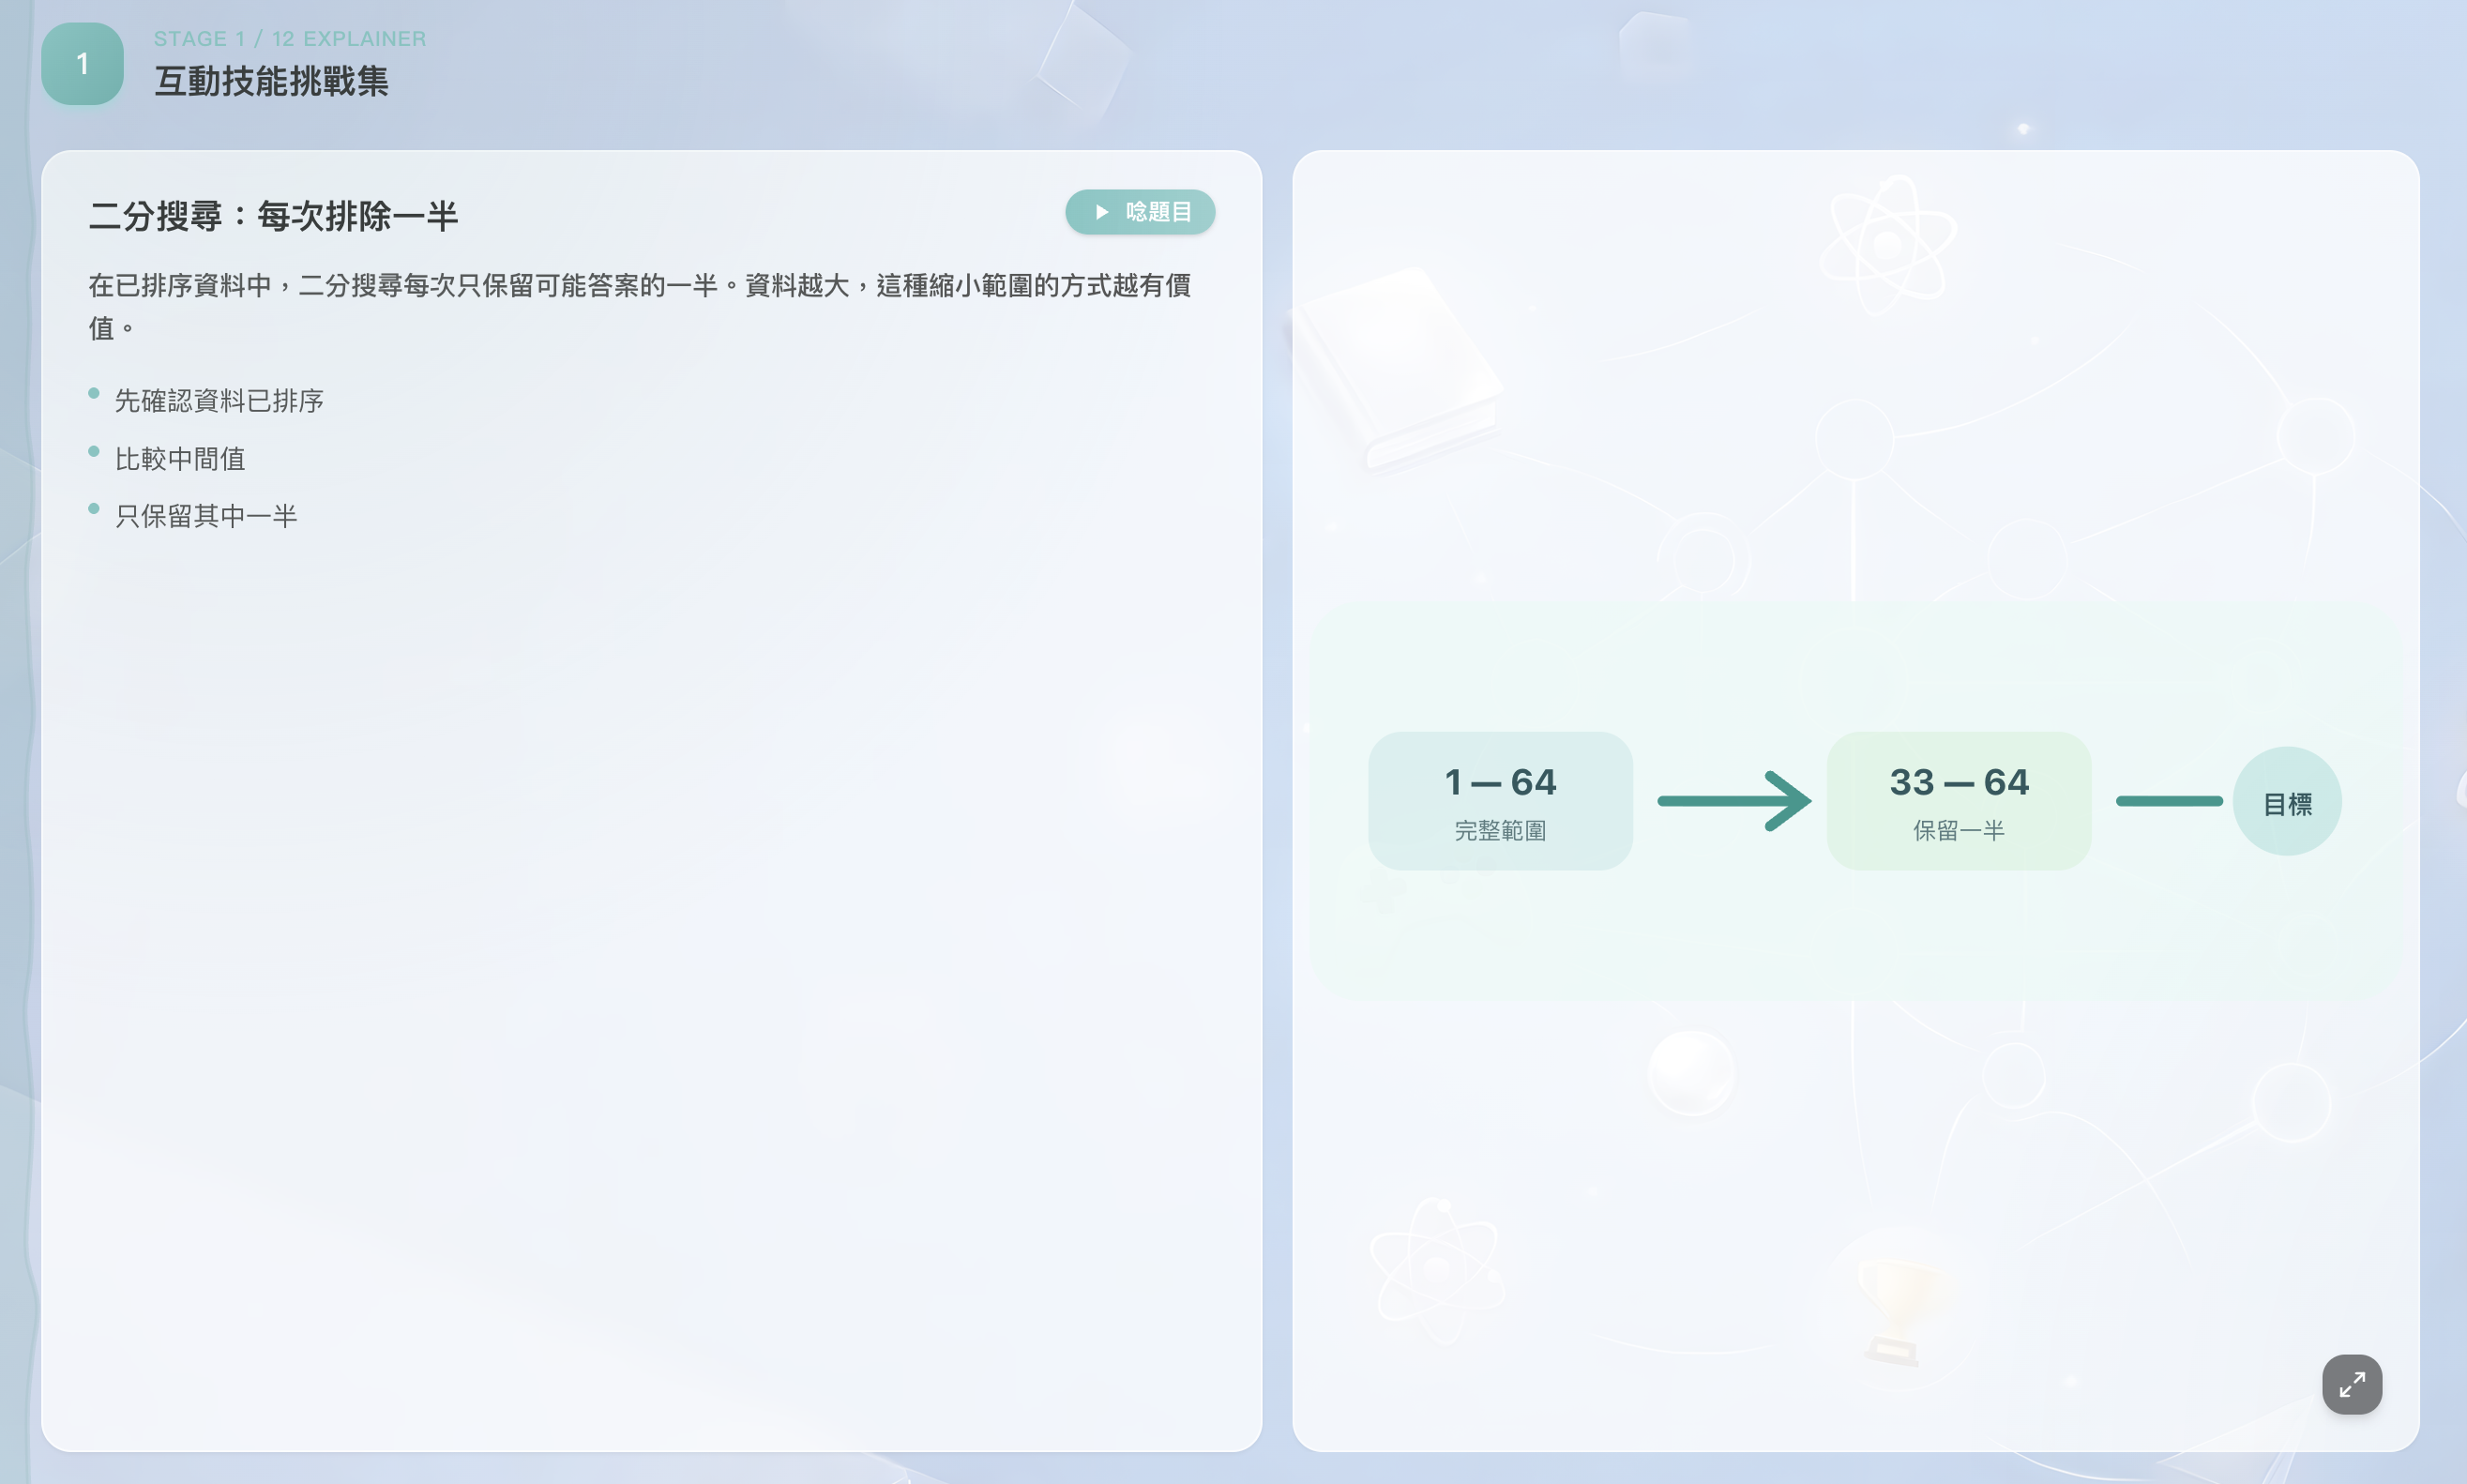 1
STAGE 1 / 12 EXPLAINER
互動技能挑戰集
二分搜尋：每次排除一半
唸題目
在已排序資料中，二分搜尋每次只保留可能答案的一半。資料越大，這種縮小範圍的方式越有價
值。
先確認資料已排序
比較中間值
只保留其中一半
1 — 64
完整範圍
33 — 64
保留一半
目標